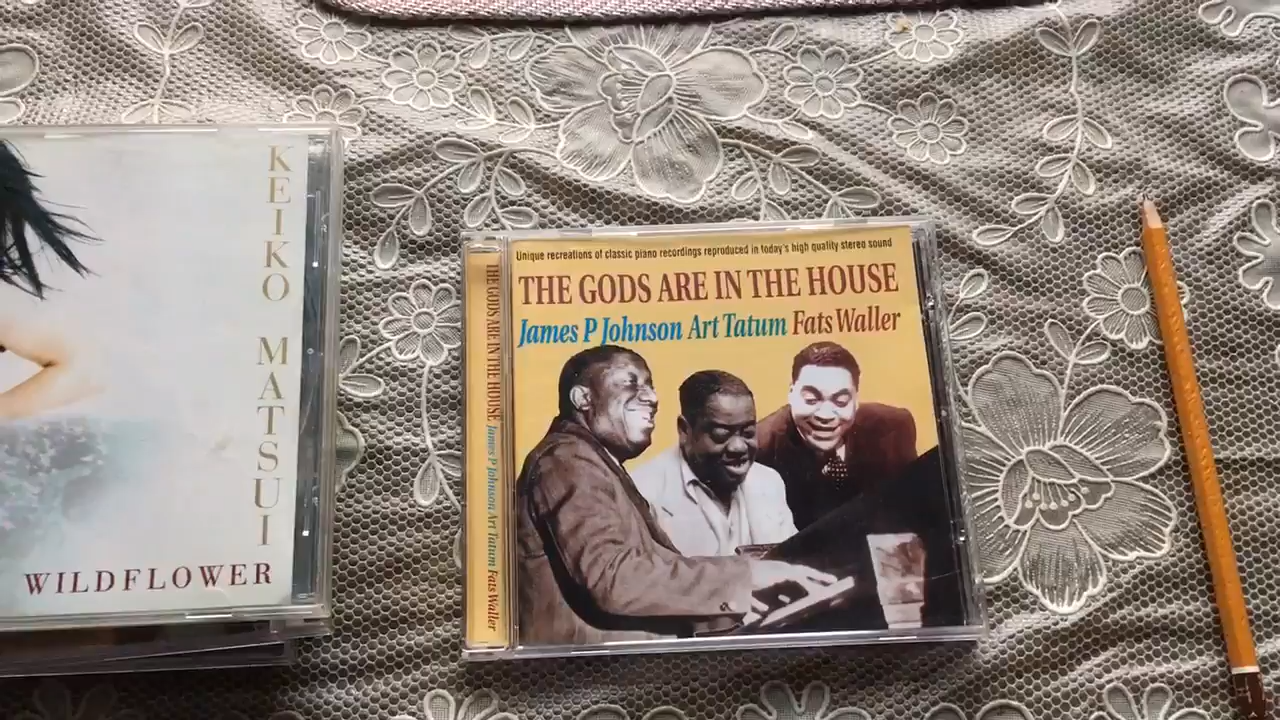 KEIKO MATSUI
WILDFLOWER
THE GODS ARE IN THE HOUSE James P Johnson Art Tatum Fats Waller
Unique recreations of classic piano recordings reproduced in today's high quality stereo sound
THE GODS ARE IN THE HOUSE
James P Johnson Art Tatum Fats Waller